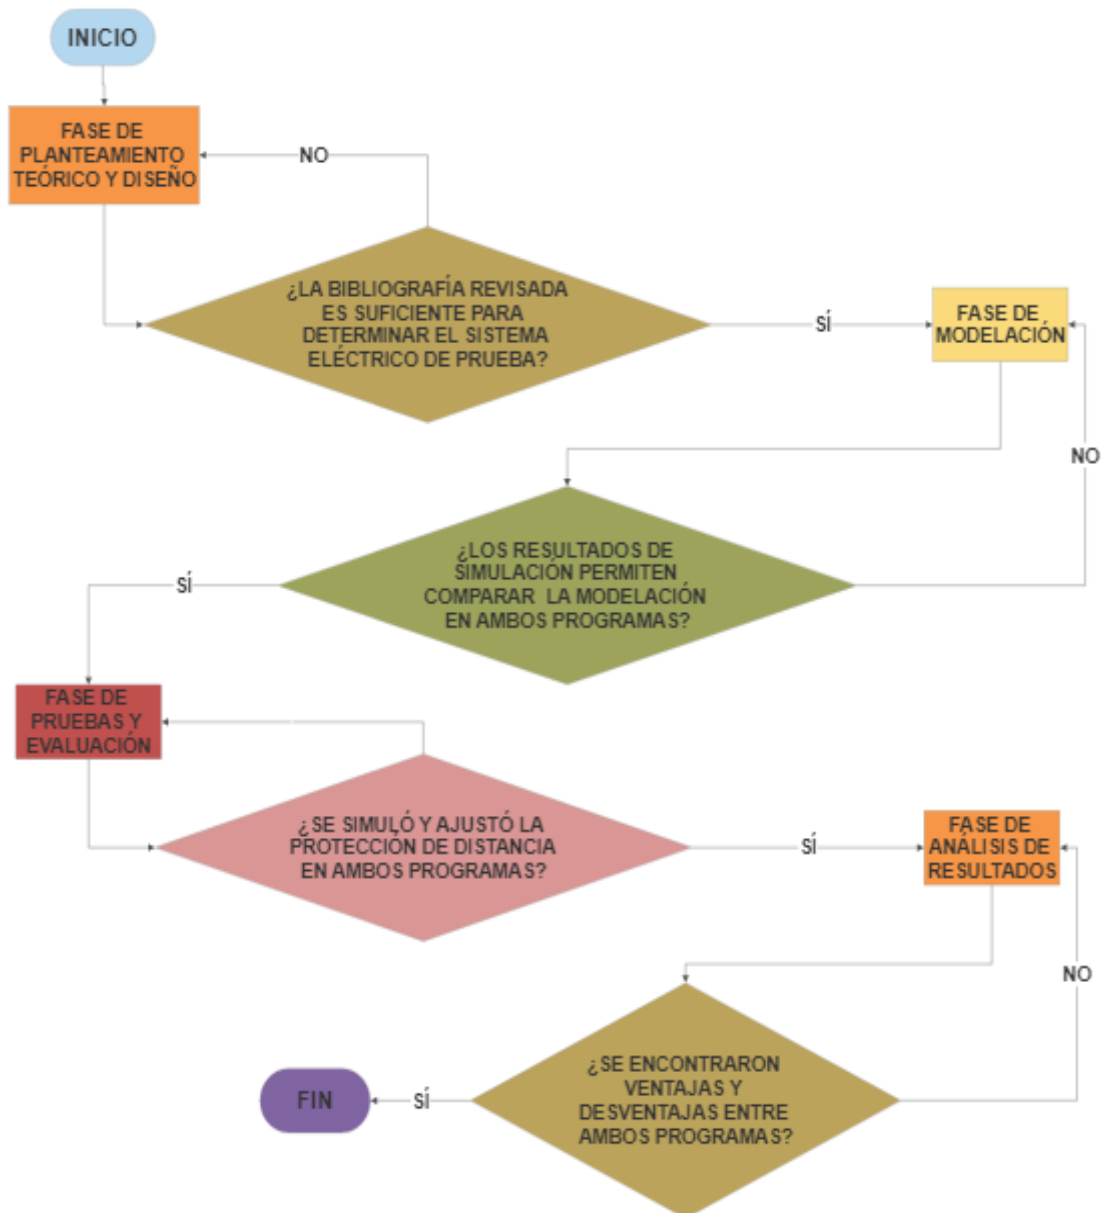 INICIO
FASE DE
PLANTEAMIENTO
TEÓRICO Y DISEÑO
NO
¿LA BIBLIOGRAFÍA REVISADA
ES SUFICIENTE PARA
DETERMINAR EL SISTEMA
ELÉCTRICO DE PRUEBA?
SÍ
FASE DE
MODELACIÓN
NO
¿LOS RESULTADOS DE
SIMULACIÓN PERMITEN
COMPARAR LA MODELACIÓN
EN AMBOS PROGRAMAS?
SÍ
FASE DE
PRUEBAS Y
EVALUACIÓN
¿SE SIMULÓ Y AJUSTÓ LA
PROTECCIÓN DE DISTANCIA
EN AMBOS PROGRAMAS?
SÍ
FASE DE
ANÁLISIS DE
RESULTADOS
NO
¿SE ENCONTRARON
VENTAJAS Y
DESVENTAJAS ENTRE
AMBOS PROGRAMAS?
SÍ
FIN